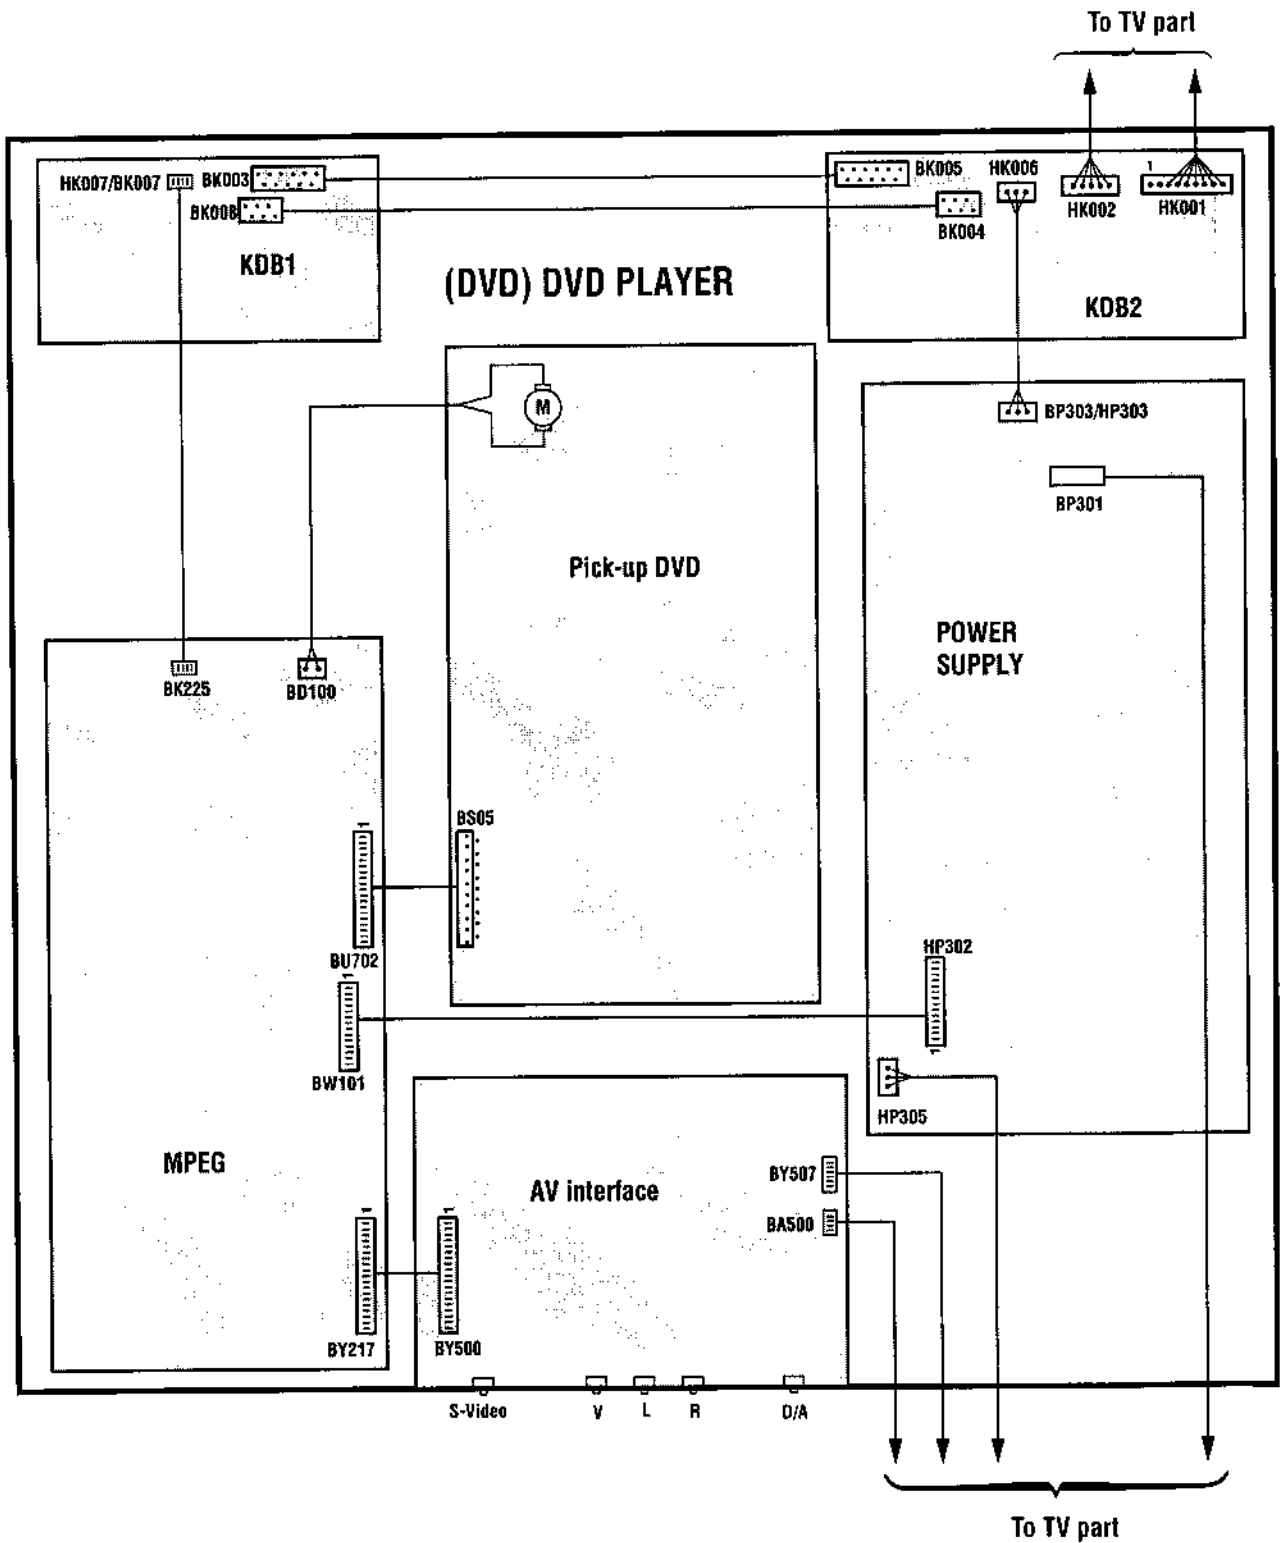 To TV part
HK007/BK007
BK003
BK008
KDB1
BK005
HK006
BK004
HK002
1
HK001
KDB2
(DVD) DVD PLAYER
M
BP303/HP303
BP301
Pick-up DVD
POWER
SUPPLY
BK225
BD100
1
BS05
BU702
1
BW101
HP302
1
HP305
MPEG
AV interface
BY507
BA500
1
1
BY217
BY500
S-Video
V
L
R
D/A
To TV part